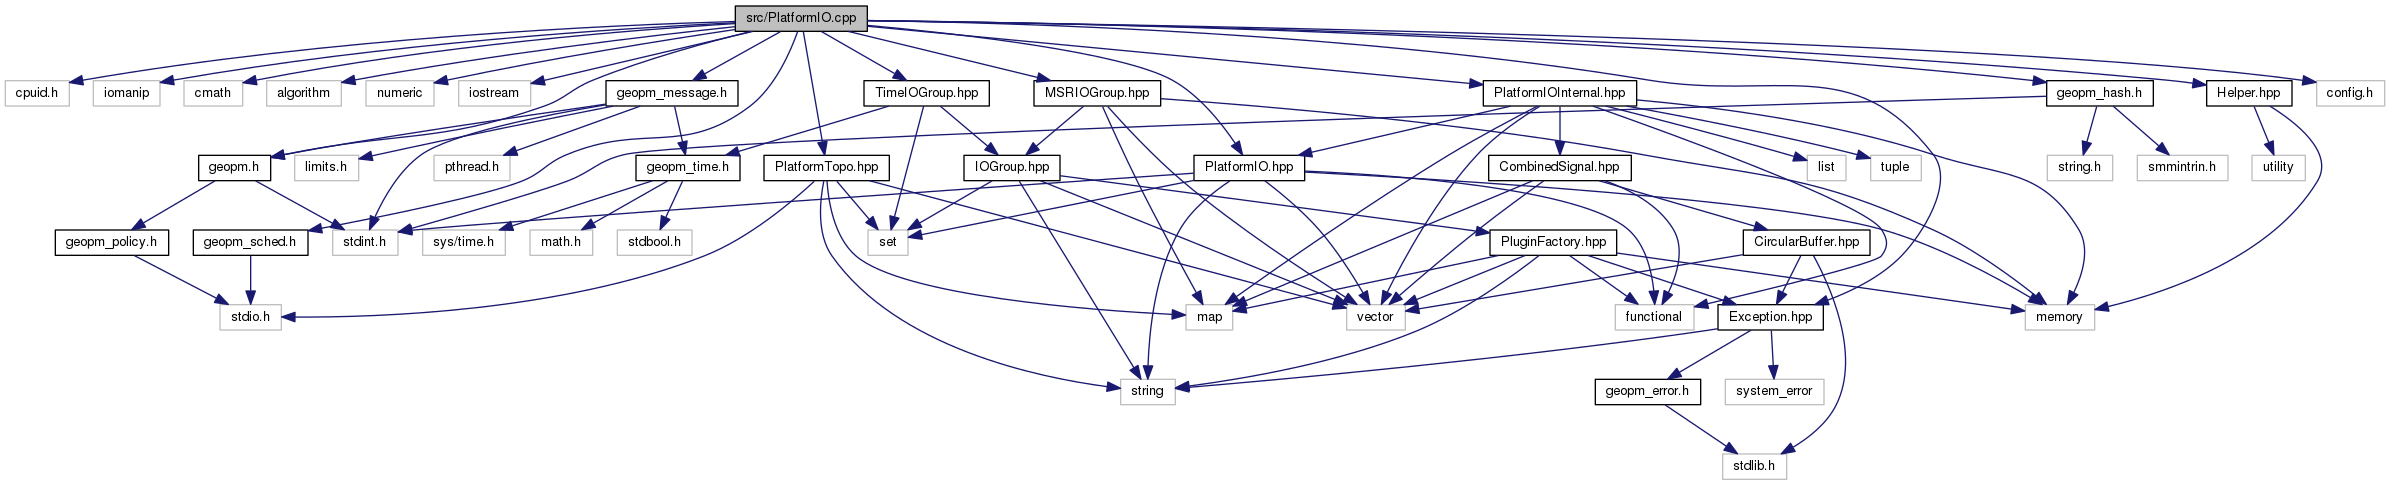 src/PlatformIO.cpp
cpuid.h
iomanip
cmath
algorithm
numeric
iostream
geopm_message.h
TimeIOGroup.hpp
MSRIOGroup.hpp
PlatformIOInternal.hpp
geopm_hash.h
Helper.hpp
config.h
geopm.h
limits.h
pthread.h
geopm_time.h
PlatformTopo.hpp
IOGroup.hpp
PlatformIO.hpp
CombinedSignal.hpp
list
tuple
string.h
smmintrin.h
utility
geopm_policy.h
geopm_sched.h
stdint.h
sys/time.h
math.h
stdbool.h
set
PluginFactory.hpp
CircularBuffer.hpp
stdio.h
map
vector
functional
Exception.hpp
memory
string
geopm_error.h
system_error
stdlib.h